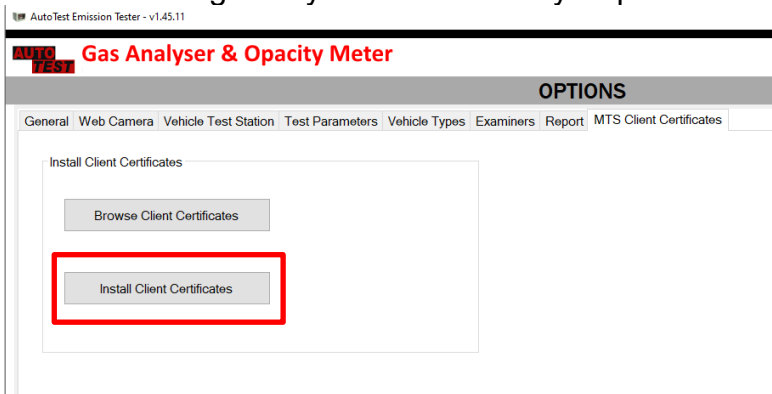 AutoTest Emission Tester - v1.45.11
AUTO TEST Gas Analyser & Opacity Meter
OPTIONS
General Web Camera Vehicle Test Station Test Parameters Vehicle Types Examiners Report MTS Client Certificates
Install Client Certificates
Browse Client Certificates
Install Client Certificates